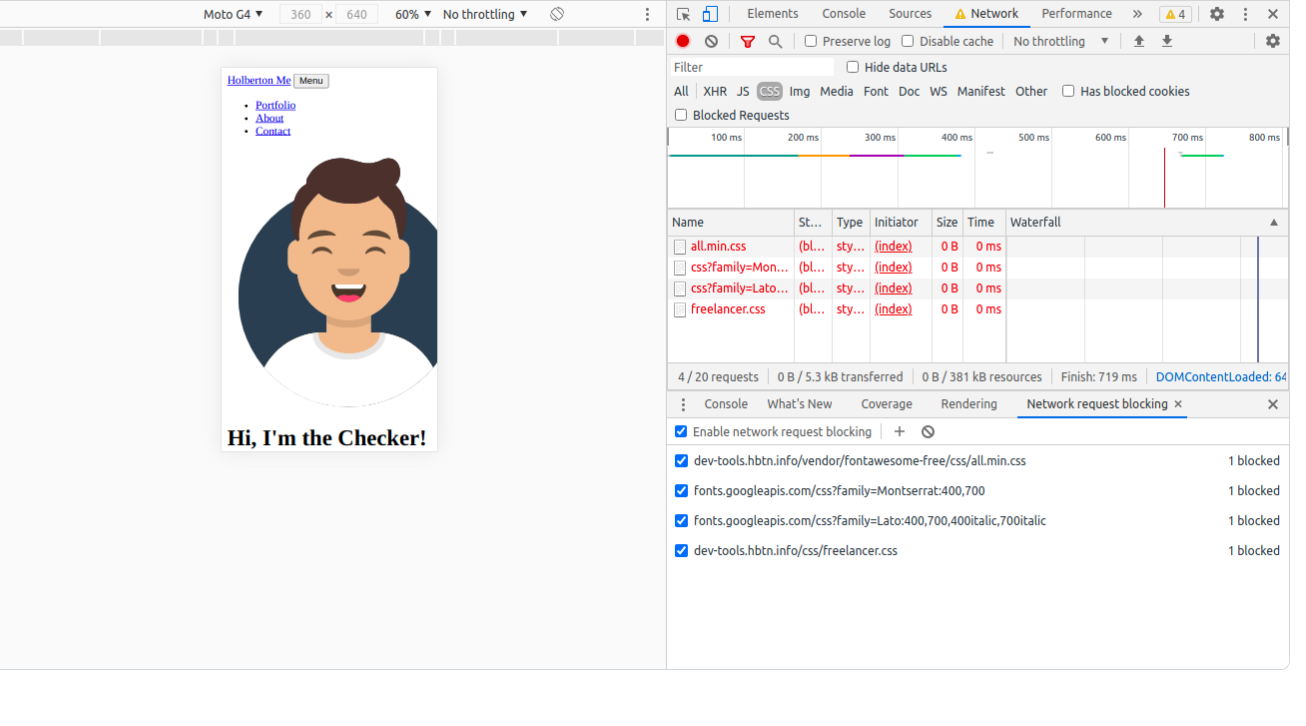 Moto G4 ▼ 360 × 640 60% ▼ No throttling ▼
Holberton Me Menu
• Portfolio
• About
• Contact
Hi, I'm the Checker!
Elements Console Sources Network Performance » 4
Preserve log Disable cache No throttling ▼
Filter Hide data URLs
All XHR JS CSS Img Media Font Doc WS Manifest Other Has blocked cookies
Blocked Requests
100 ms 200 ms 300 ms 400 ms 500 ms 600 ms 700 ms 800 ms
Name St... Type Initiator Size Time Waterfall ▲
all.min.css (bl... sty... (index) 0 B 0 ms
css?family=Mon... (bl... sty... (index) 0 B 0 ms
css?family=Lato... (bl... sty... (index) 0 B 0 ms
freelancer.css (bl... sty... (index) 0 B 0 ms
4 / 20 requests 0 B / 5.3 kB transferred 0 B / 381 kB resources Finish: 719 ms DOMContentLoaded: 64
Console What's New Coverage Rendering Network request blocking ×
Enable network request blocking
dev-tools.hbtn.info/vendor/fontawesome-free/css/all.min.css 1 blocked
fonts.googleapis.com/css?family=Montserrat:400,700 1 blocked
fonts.googleapis.com/css?family=Lato:400,700,400italic,700italic 1 blocked
dev-tools.hbtn.info/css/freelancer.css 1 blocked